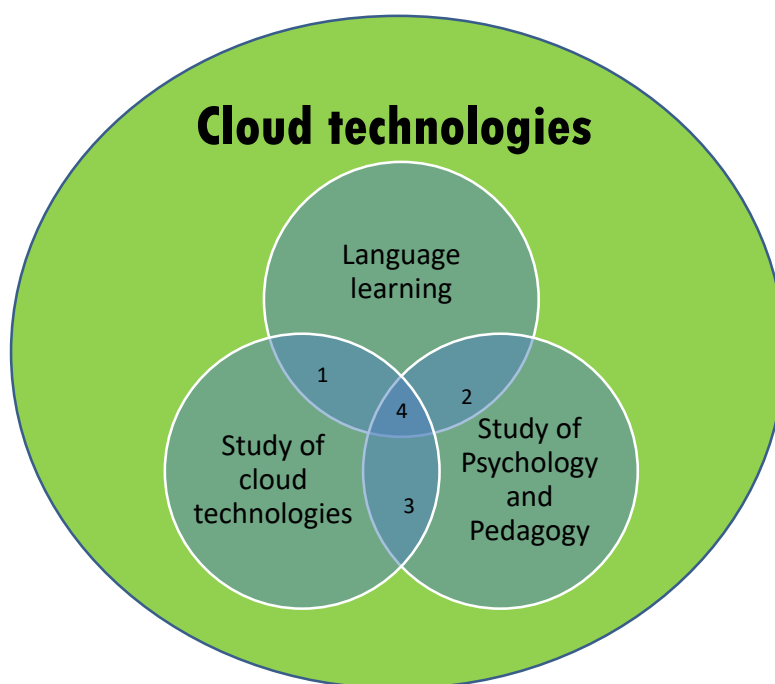 Cloud technologies
Language
learning
1
2
4
Study of
cloud
technologies
Study of
Psychology
and
Pedagogy
3